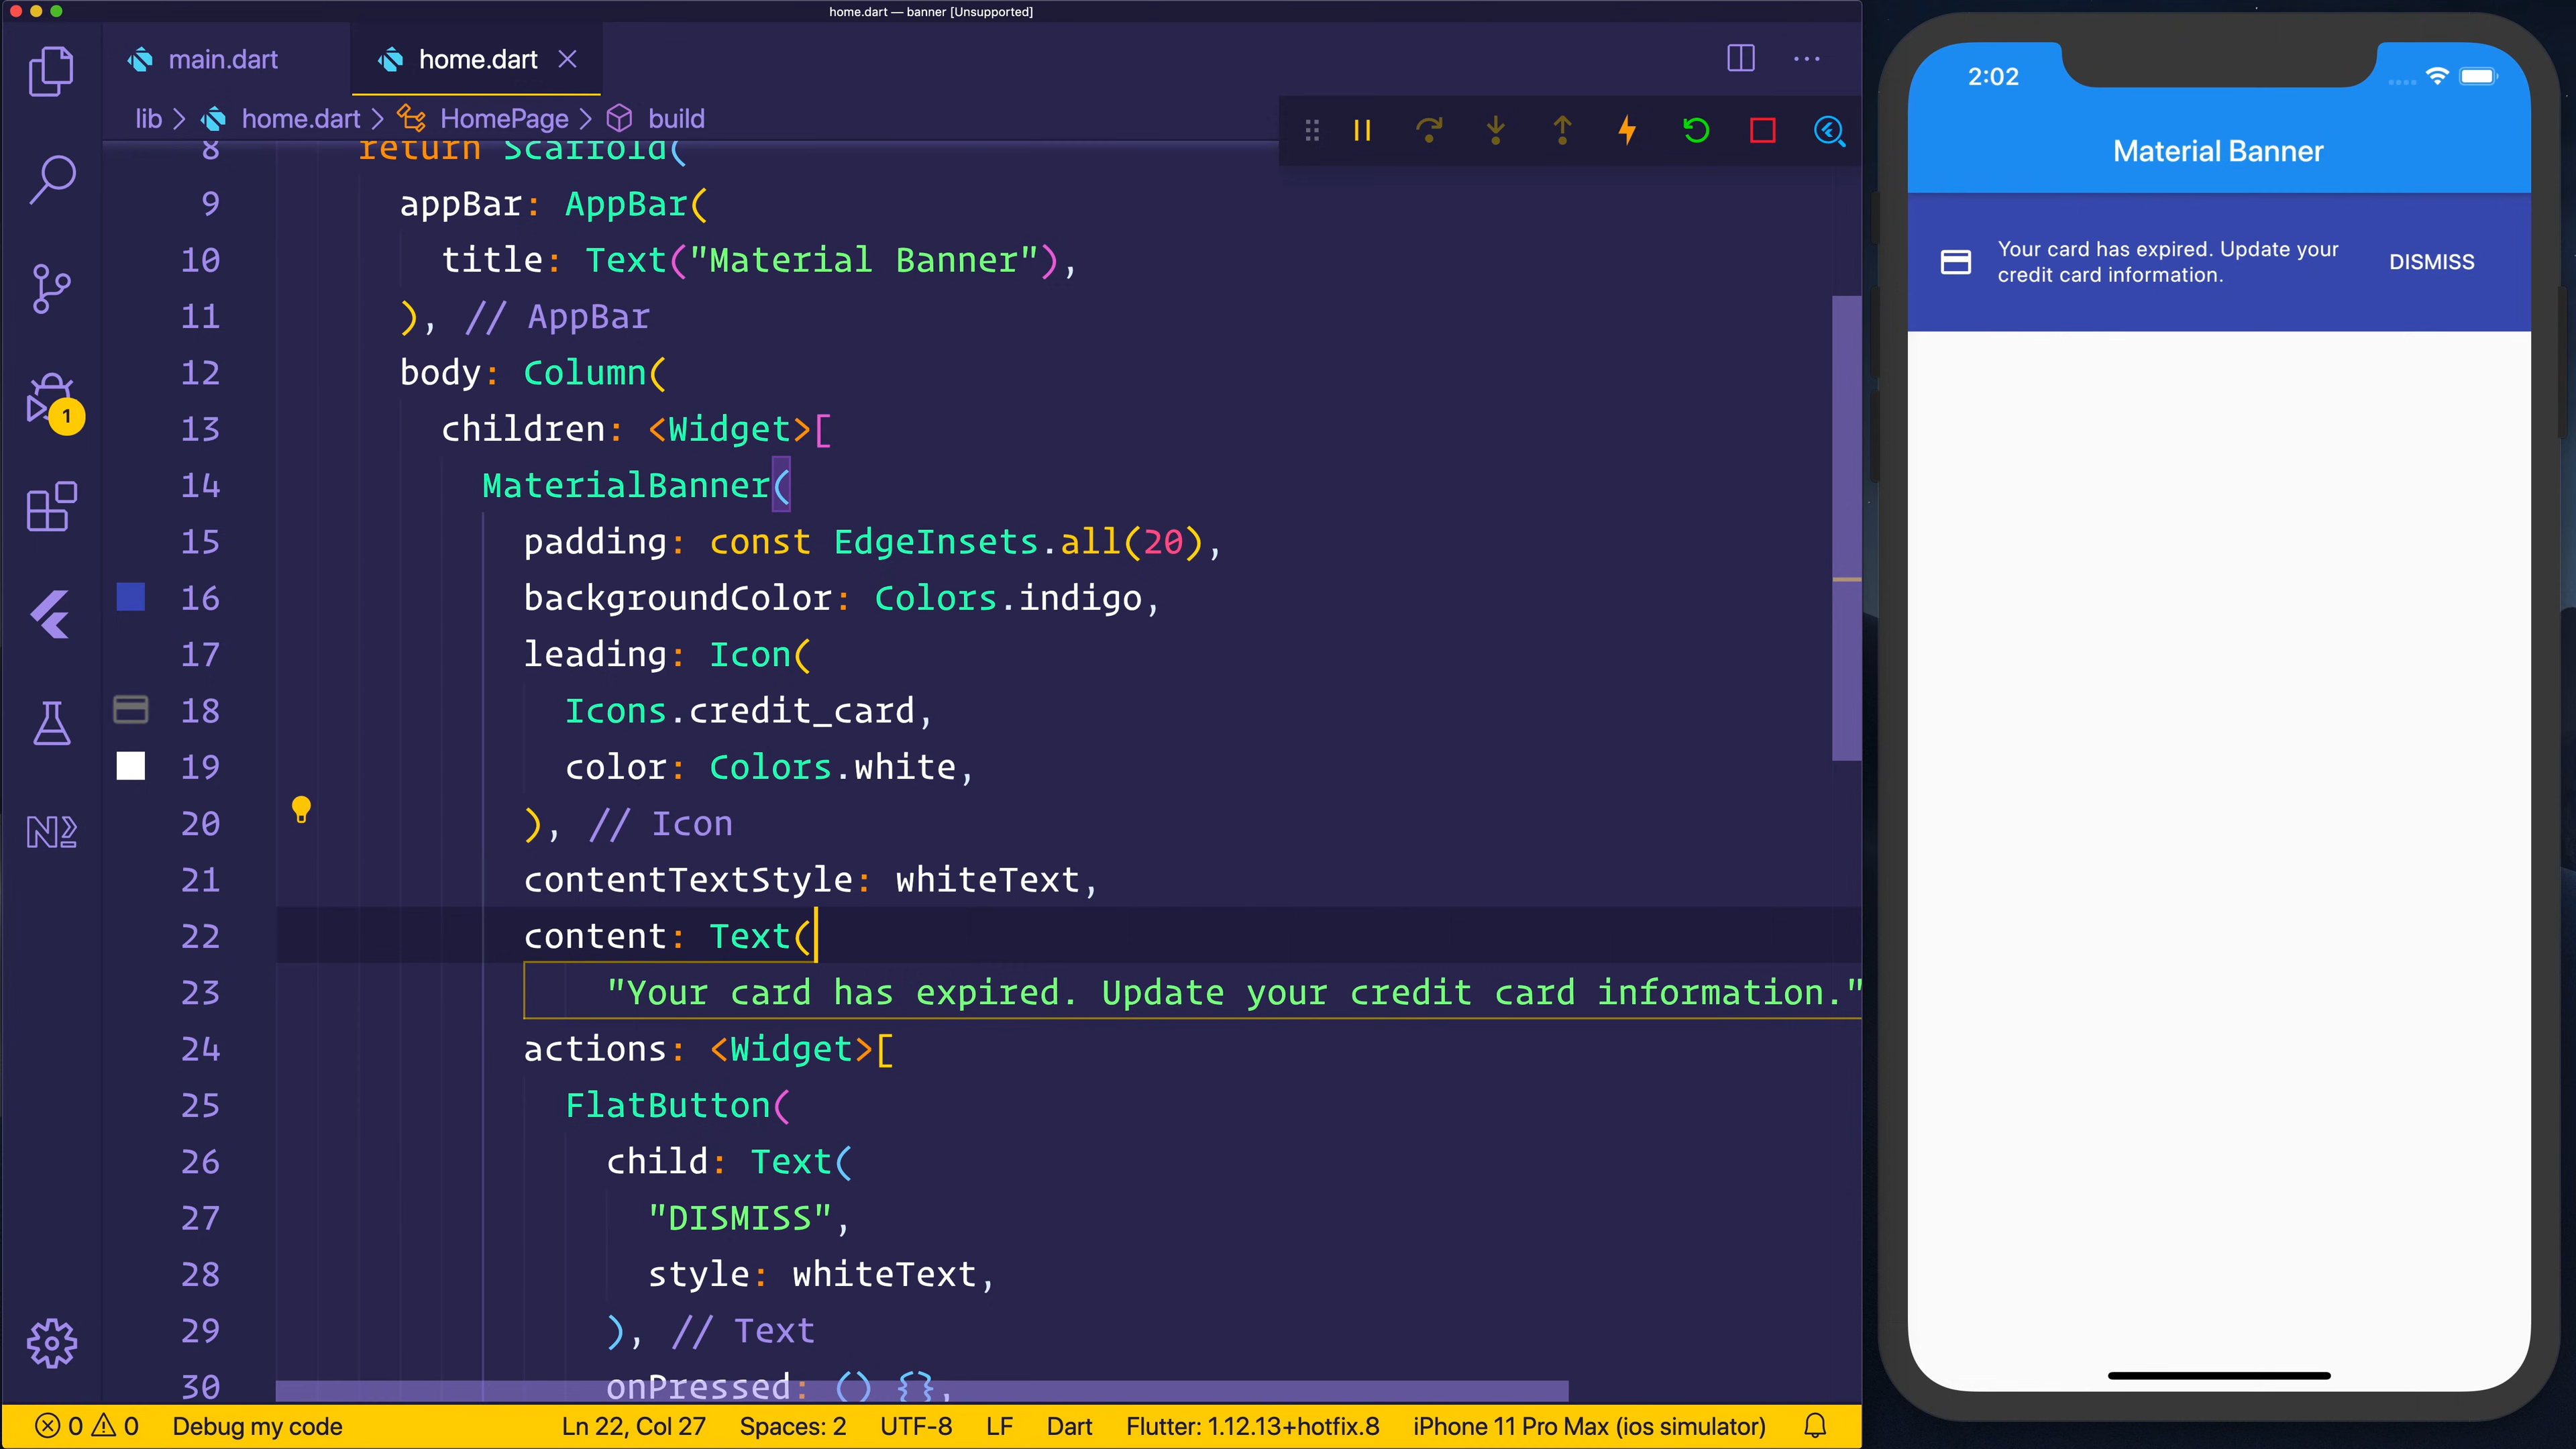 home.dart — banner [Unsupported]
main.dart
home.dart
lib > home.dart > HomePage > build
8 return Scaffold(
9 appBar: AppBar(
10 title: Text("Material Banner"),
11 ), // AppBar
12 body: Column(
13 children: <Widget>[
14 MaterialBanner(
15 padding: const EdgeInsets.all(20),
16 backgroundColor: Colors.indigo,
17 leading: Icon(
18 Icons.credit_card,
19 color: Colors.white,
20 ), // Icon
21 contentTextStyle: whiteText,
22 content: Text(
23 "Your card has expired. Update your credit card information."
24 actions: <Widget>[
25 FlatButton(
26 child: Text(
27 "DISMISS",
28 style: whiteText,
29 ), // Text
30 onPressed: () {},
1
0 0 Debug my code Ln 22, Col 27 Spaces: 2 UTF-8 LF Dart Flutter: 1.12.13+hotfix.8 iPhone 11 Pro Max (ios simulator)
2:02
Material Banner
Your card has expired. Update your
credit card information.
DISMISS